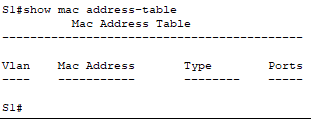 S1#show mac address-table
Mac Address Table
-------------------------------------------
Vlan Mac Address Type Ports
---- ----------- -------- -----
S1#